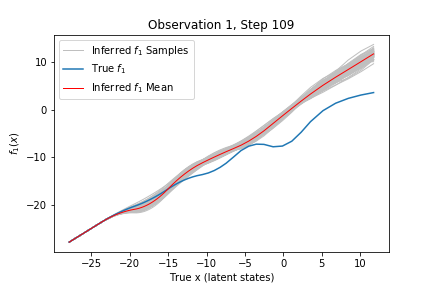 Observation 1, Step 109
Inferred f₁ Samples
True f₁
Inferred f₁ Mean
10
0
−10
−20
f₁(x)
−25 −20 −15 −10 −5 0 5 10
True x (latent states)